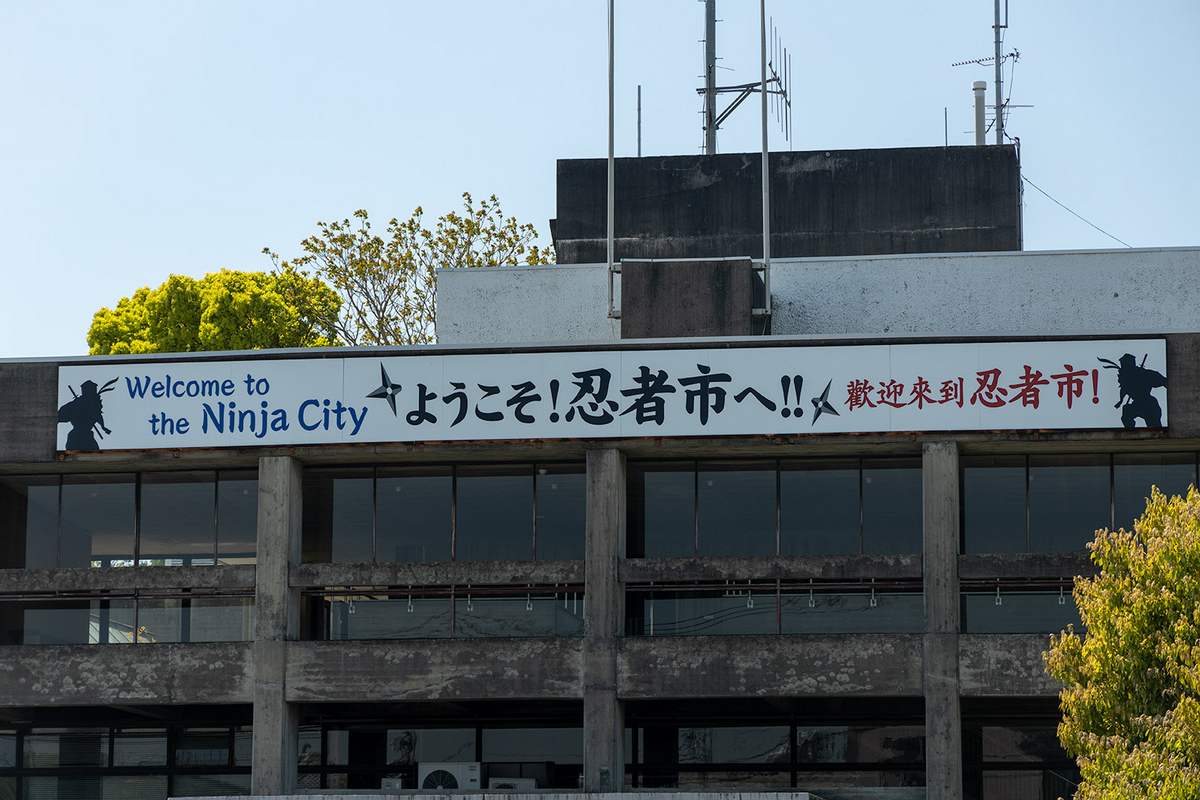 Welcome to
the Ninja City
ようこそ!忍者市へ!!
歡迎來到忍者市!